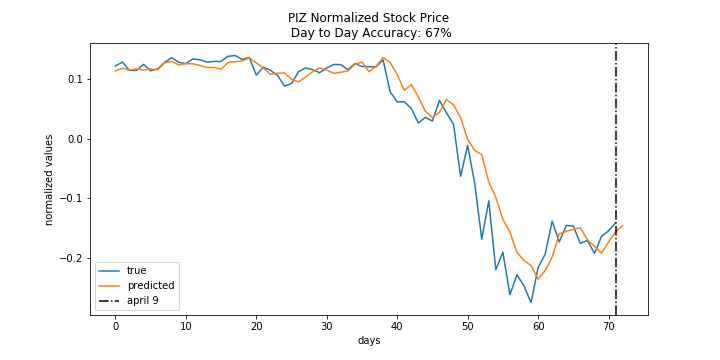 PIZ Normalized Stock Price
Day to Day Accuracy: 67%
normalized values
0.1
0.0
−0.1
−0.2
true
predicted
april 9
0 10 20 30 40 50 60 70
days